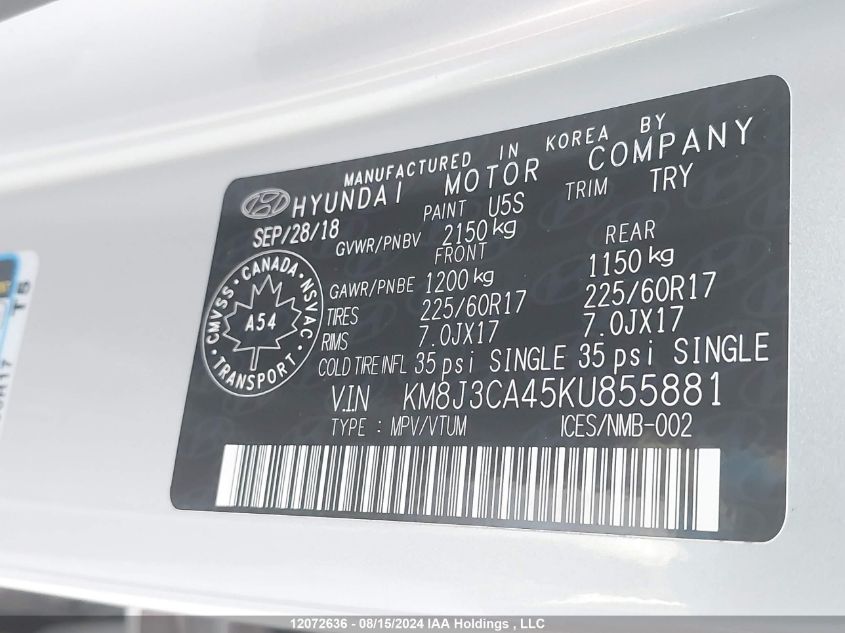 MANUFACTURED IN KOREA BY
HYUNDAI MOTOR COMPANY
SEP/28/18 PAINT U5S TRIM TRY
GVWR/PNBV 2150 kg
FRONT REAR
GAWR/PNBE 1200 kg 1150 kg
TIRES 225/60R17 225/60R17
RIMS 7.0JX17 7.0JX17
COLD TIRE INFL 35 psi SINGLE 35 psi SINGLE
V.I.N KM8J3CA45KU855881
TYPE : MPV/VTUM ICES/NMB-002
CMVSS · CANADA · NSVAC
A54
· TRANSPORT ·
12072636 - 08/15/2024 IAA Holdings , LLC